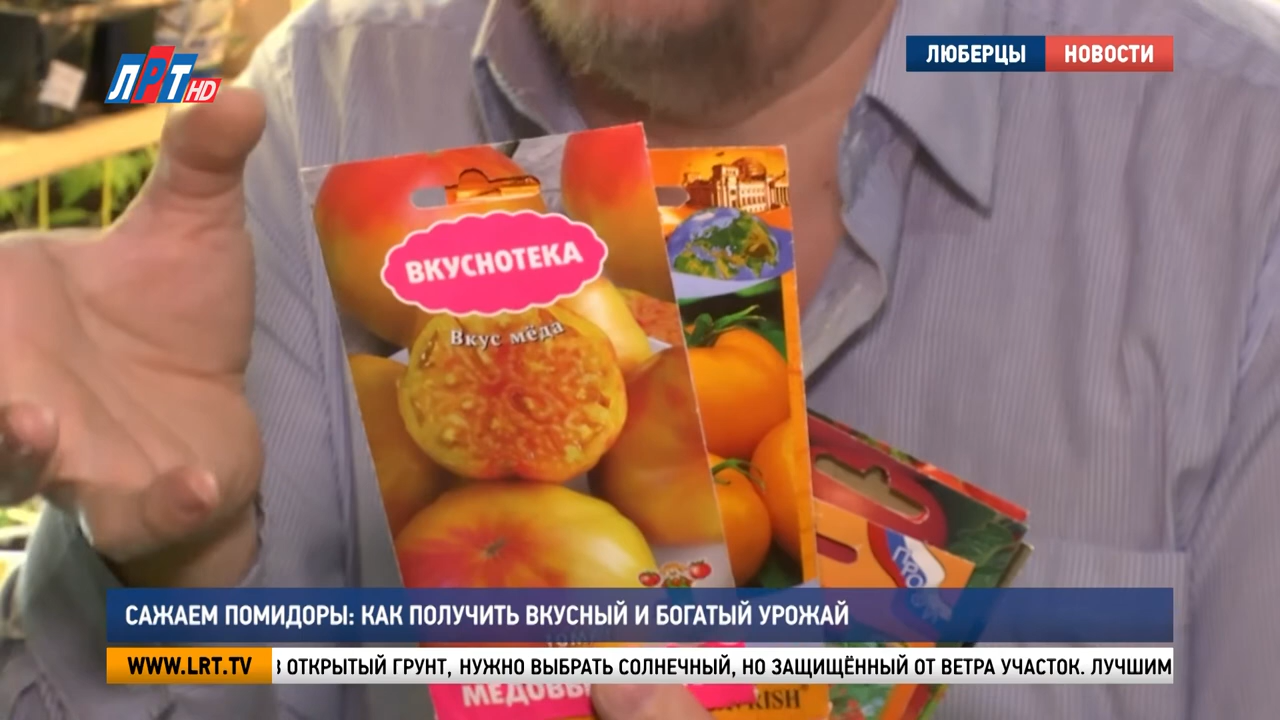 ЛРТ HD
ЛЮБЕРЦЫ НОВОСТИ
ВКУСНОТЕКА
Вкус мёда
САЖАЕМ ПОМИДОРЫ: КАК ПОЛУЧИТЬ ВКУСНЫЙ И БОГАТЫЙ УРОЖАЙ
WWW.LRT.TV
ОТКРЫТЫЙ ГРУНТ, НУЖНО ВЫБРАТЬ СОЛНЕЧНЫЙ, НО ЗАЩИЩЁННЫЙ ОТ ВЕТРА УЧАСТОК. ЛУЧШИМ